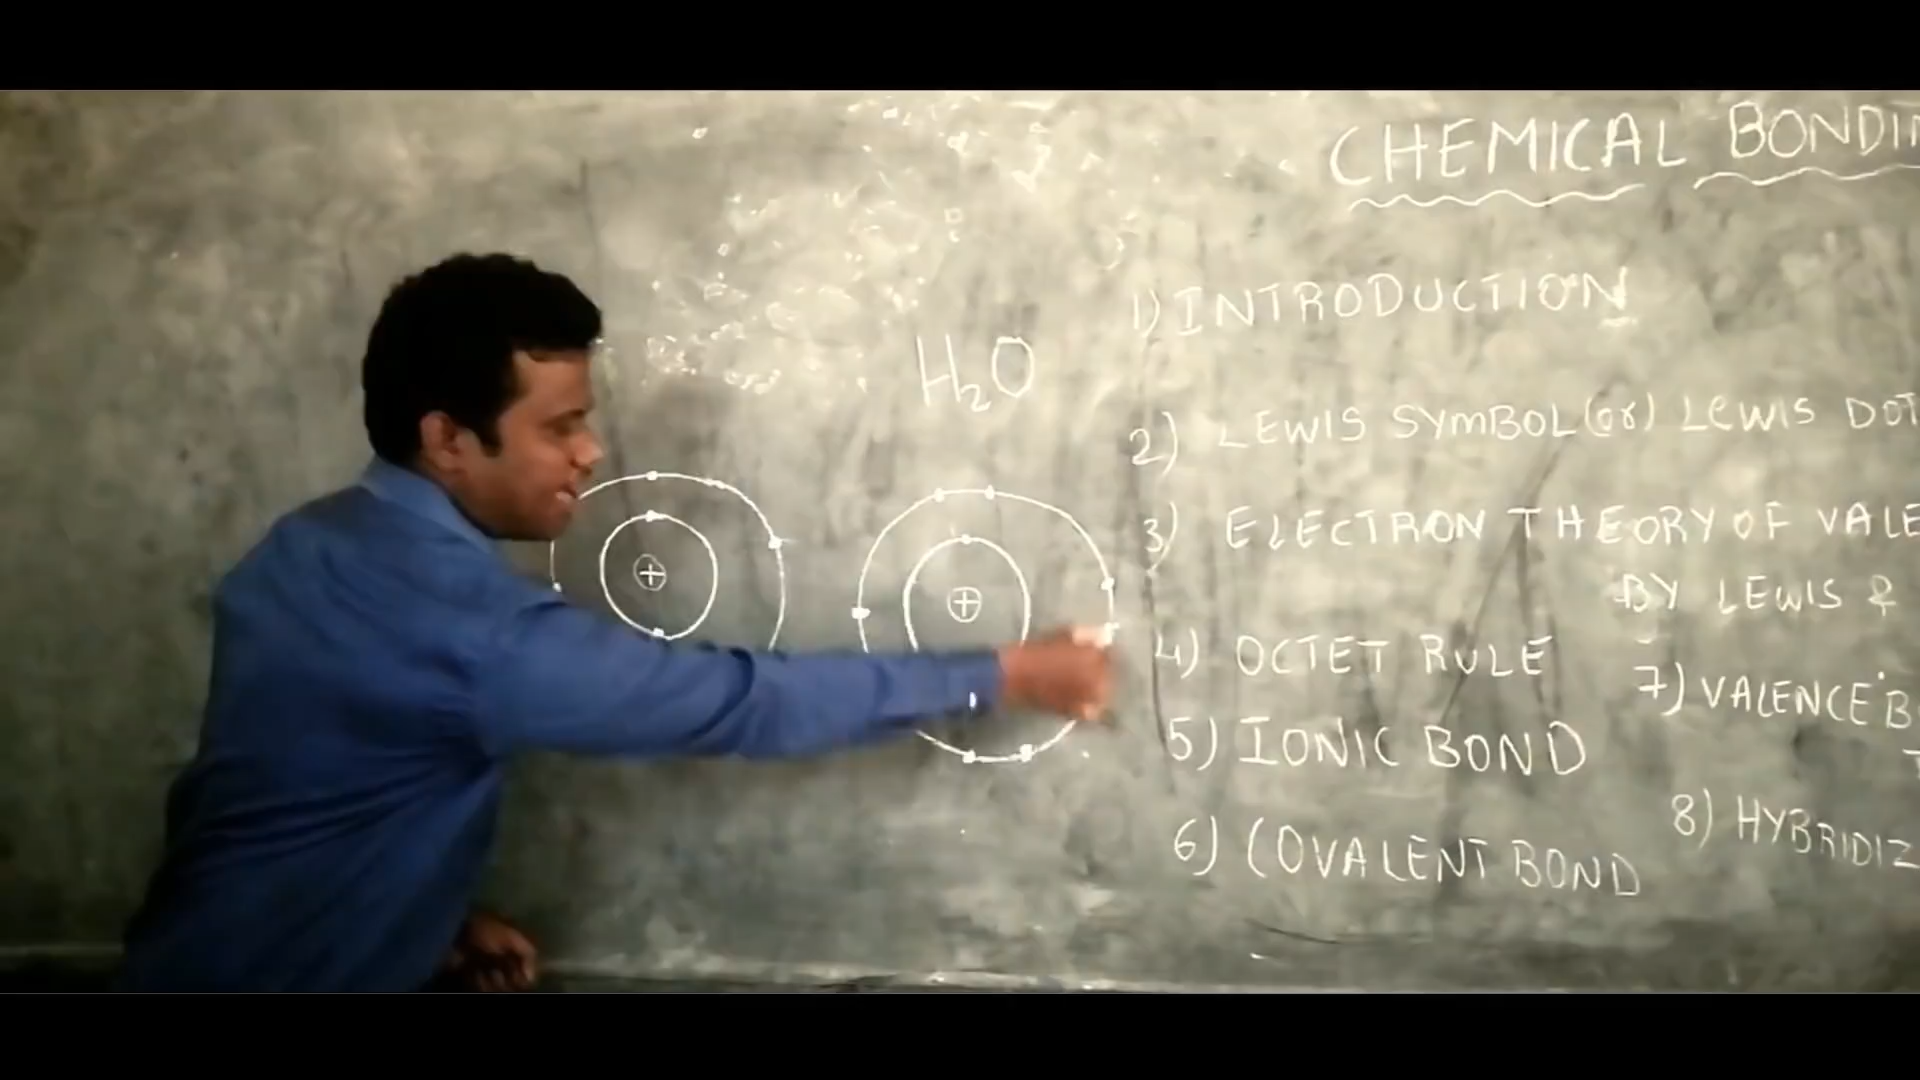 CHEMICAL
1) INTRODUCTION
H₂O
2) LEWIS SYMBOL (or) LEWIS DOT
3) ELECTRON THEORY OF VALE
BY LEWIS &
4) OCTET RULE
5) IONIC BOND
6) COVALENT BOND
7) VALENCE B
8) HYBRIDIZ